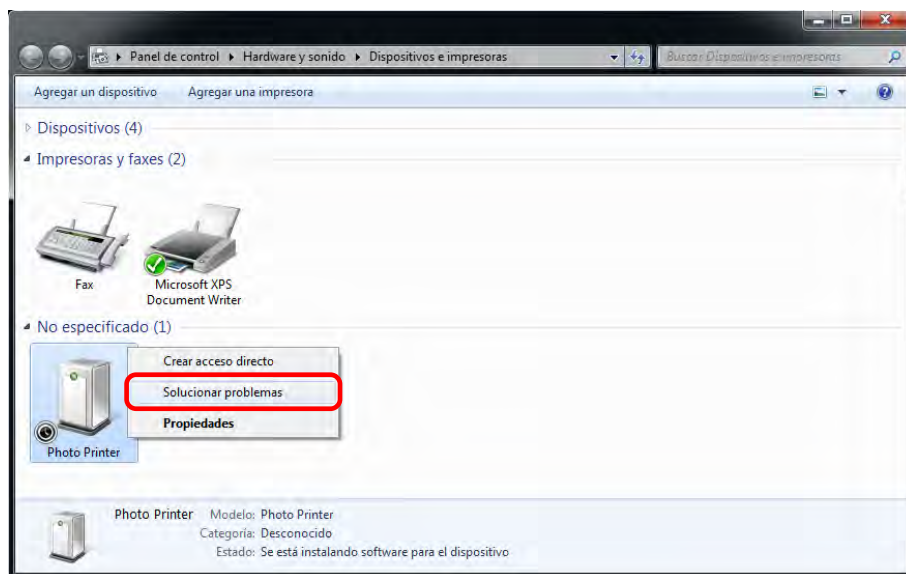 Panel de control Hardware y sonido Dispositivos e impresoras Buscar Dispositivos e impresoras
Agregar un dispositivo Agregar una impresora
Dispositivos (4)
Impresoras y faxes (2)
Fax
Microsoft XPS
Document Writer
No especificado (1)
Crear acceso directo
Solucionar problemas
Propiedades
Photo Printer
Photo Printer Modelo: Photo Printer
Categoría: Desconocido
Estado: Se está instalando software para el dispositivo